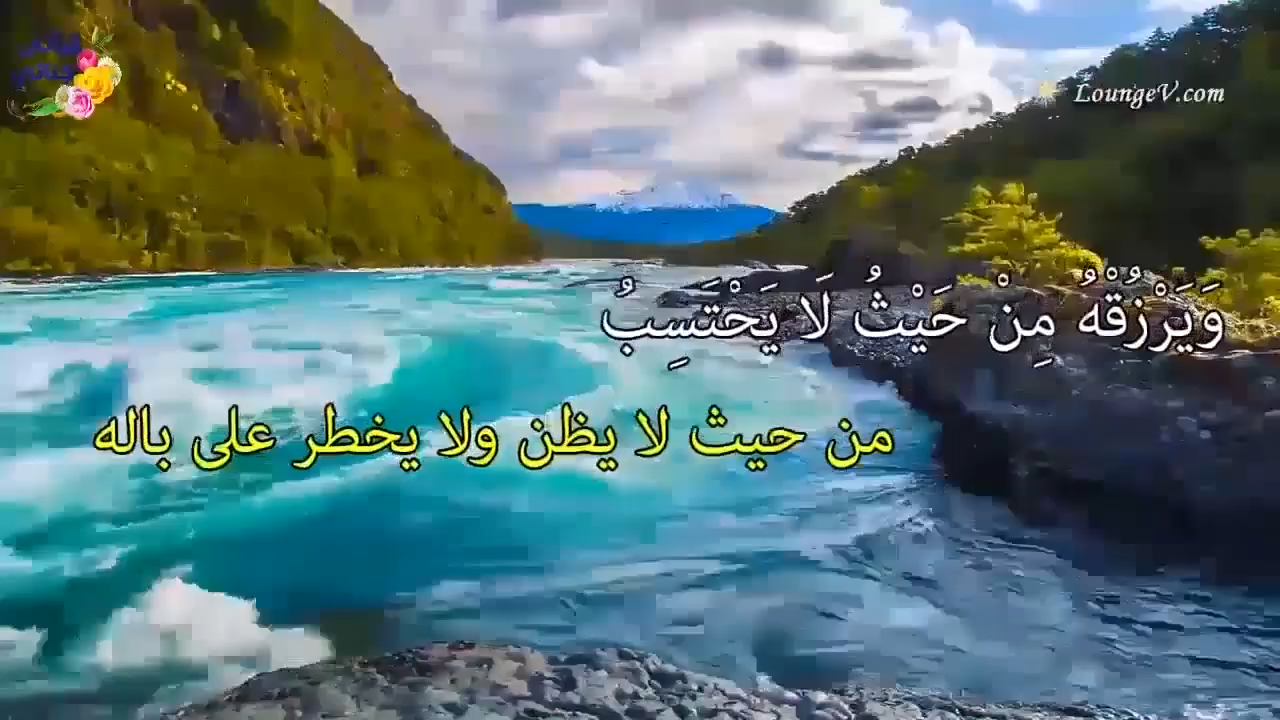 LoungeV.com
وَيَرْزُقْهُ مِنْ حَيْثُ لَا يَحْتَسِبُ
من حيث لا يظن ولا يخطر على باله